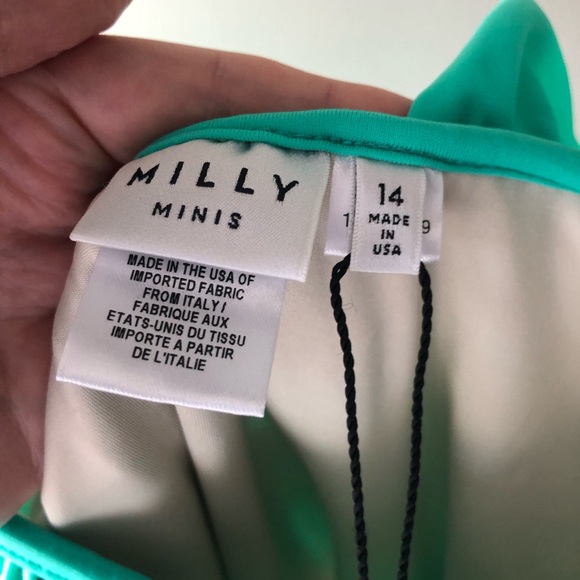 MILLY
MINIS
MADE IN THE USA OF
IMPORTED FABRIC
FROM ITALY /
FABRIQUE AUX
ETATS-UNIS DU TISSU
IMPORTE A PARTIR
DE L'ITALIE
14
MADE
IN
USA